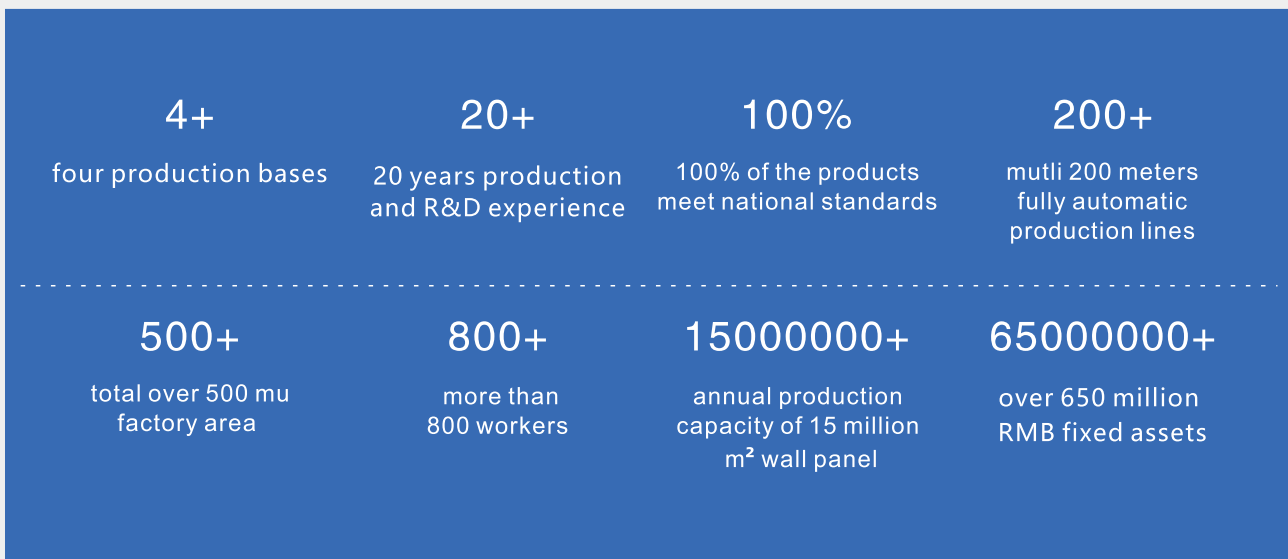 4+
four production bases
20+
20 years production
and R&D experience
100%
100% of the products
meet national standards
200+
mutli 200 meters
fully automatic
production lines
500+
total over 500 mu
factory area
800+
more than
800 workers
15000000+
annual production
capacity of 15 million
m² wall panel
65000000+
over 650 million
RMB fixed assets